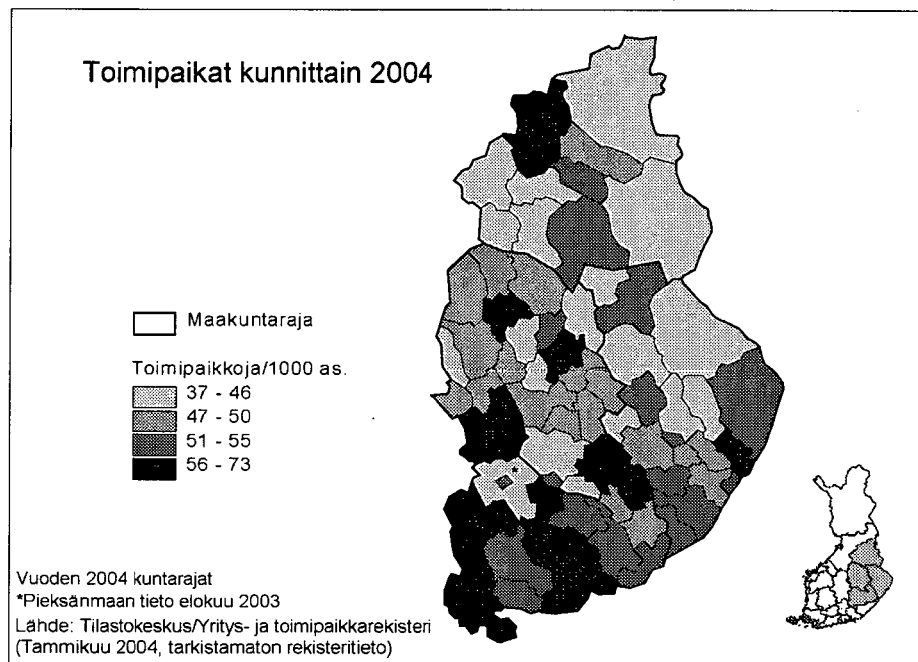 Toimipaikat kunnittain 2004
Maakuntaraja
Toimipaikkoja/1000 as.
37 - 46
47 - 50
51 - 55
56 - 73
*
Vuoden 2004 kuntarajat
*Pieksänmaan tieto elokuu 2003
Lähde: Tilastokeskus/Yritys- ja toimipaikkarekisteri
(Tammikuu 2004, tarkistamaton rekisteritieto)